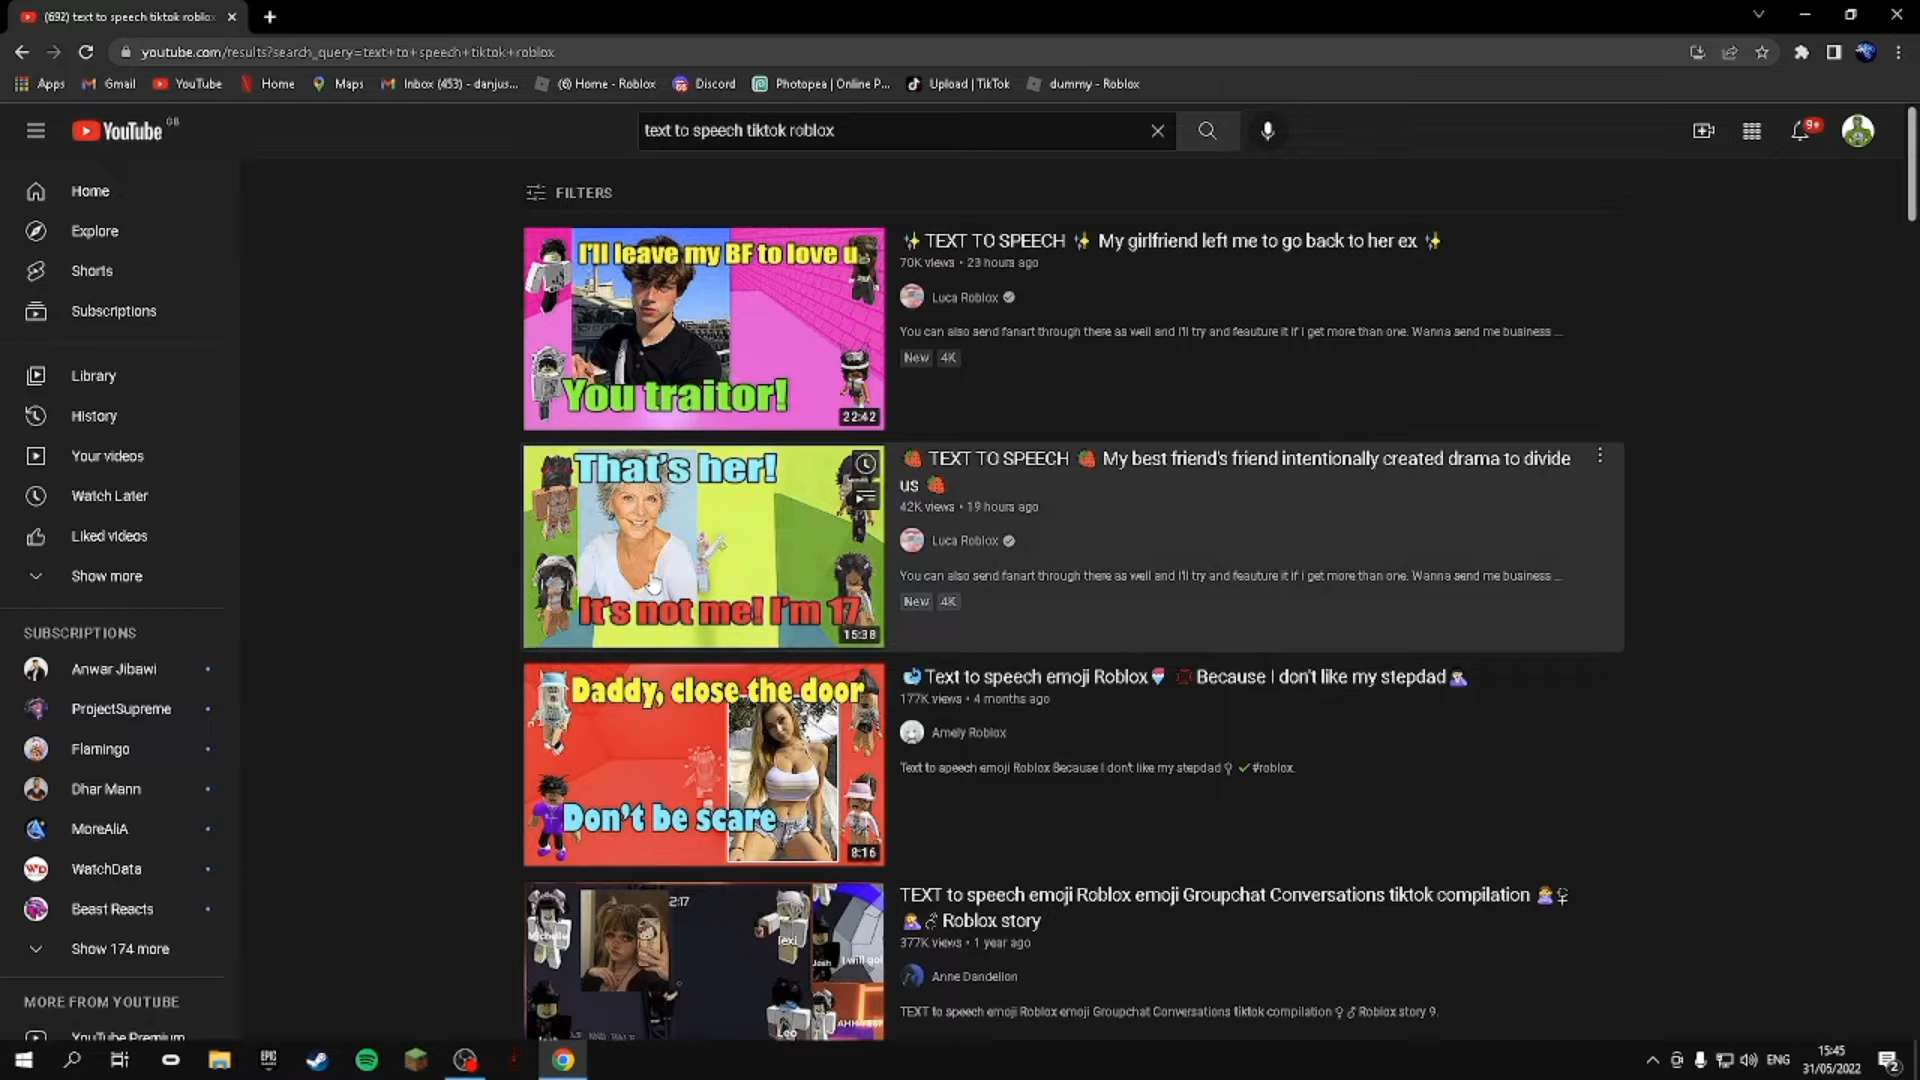 (692) text to speech tiktok roblox
youtube.com/results?search_query=text+to+speech+tiktok+roblox
Apps
Gmail
YouTube
Home
Maps
Inbox (453) - danjus...
(6) Home - Roblox
Discord
Photopea | Online P...
Upload | TikTok
dummy - Roblox
YouTube GB
text to speech tiktok roblox
9+
Home
Explore
Shorts
Subscriptions
Library
History
Your videos
Watch Later
Liked videos
Show more
SUBSCRIPTIONS
Anwar Jibawi
ProjectSupreme
Flamingo
Dhar Mann
MoreAliA
WatchData
Beast Reacts
Show 174 more
MORE FROM YOUTUBE
YouTube Premium
FILTERS
I'll leave my BF to love u
You traitor!
22:42
✨ TEXT TO SPEECH ✨ My girlfriend left me to go back to her ex ✨
70K views • 23 hours ago
Luca Roblox
You can also send fanart through there as well and I'll try and feauture it if i get more than one. Wanna send me business ...
New 4K
That's her!
It's not me! I'm 17
15:38
🍓 TEXT TO SPEECH 🍓 My best friend's friend intentionally created drama to divide
us 🍓
42K views • 19 hours ago
Luca Roblox
You can also send fanart through there as well and I'll try and feauture it if i get more than one. Wanna send me business ...
New 4K
Daddy, close the door
Don't be scare
8:16
Text to speech emoji Roblox Because I don't like my stepdad
177K views • 4 months ago
Amely Roblox
Text to speech emoji Roblox Because I don't like my stepdad ♀ ✓ #roblox.
2:17
Michelle
Lexi
Josh
I will go!
Leo
TEXT to speech emoji Roblox emoji Groupchat Conversations tiktok compilation
Roblox story
377K views • 1 year ago
Anne Dandelion
TEXT to speech emoji Roblox emoji Groupchat Conversations tiktok compilation ♀ ♂ Roblox story 9.
EPIC GAMES
ENG
15:45
31/05/2022
2